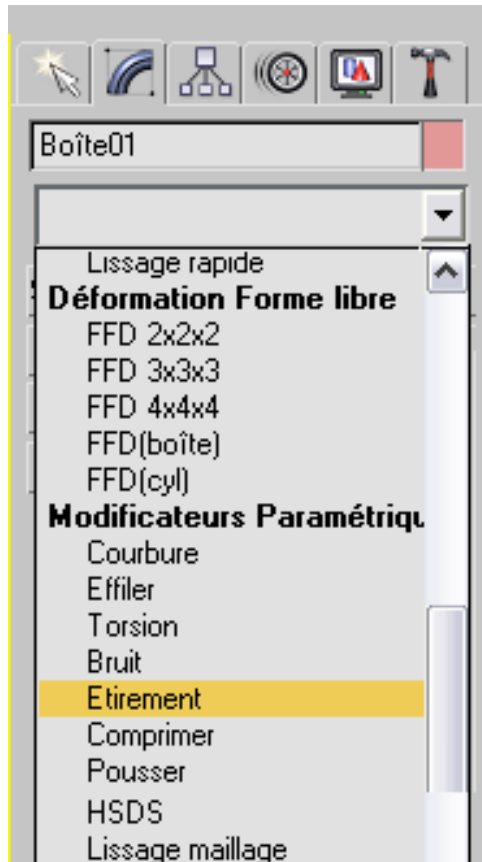 Boîte01
Lissage rapide
Déformation Forme libre
FFD 2x2x2
FFD 3x3x3
FFD 4x4x4
FFD(boîte)
FFD(cyl)
Modificateurs Paramétriqu
Courbure
Effiler
Torsion
Bruit
Etirement
Comprimer
Pousser
HSDS
Lissage maillage